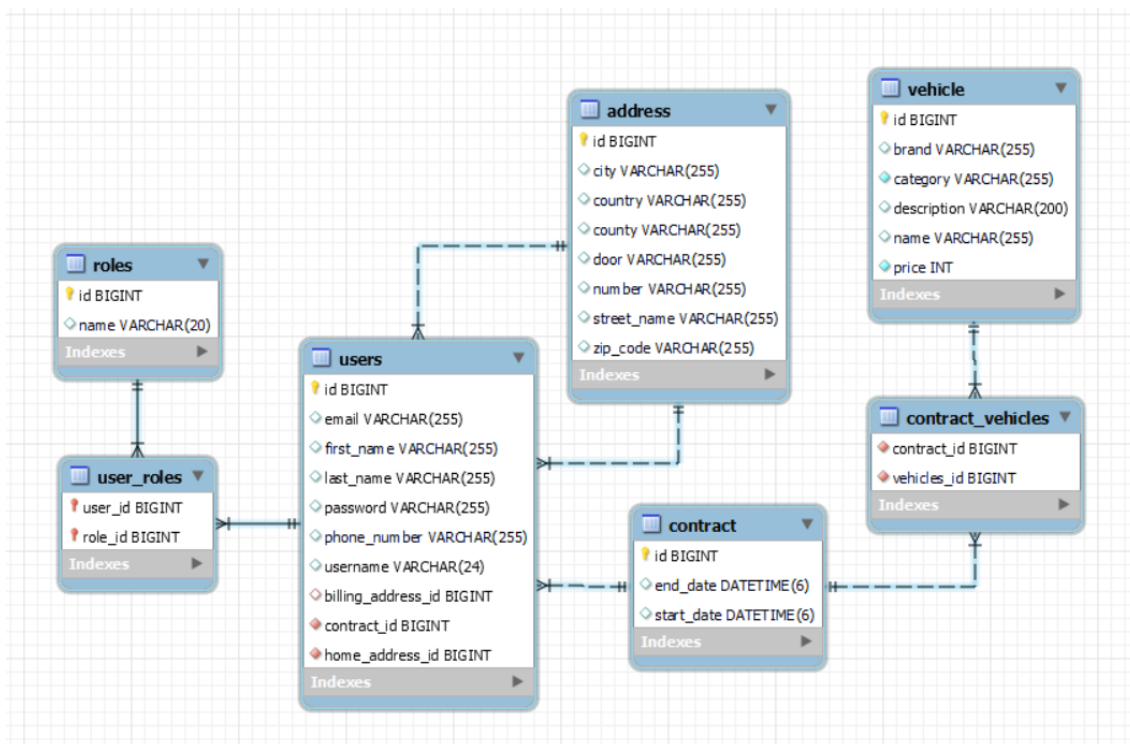 roles
id BIGINT
name VARCHAR(20)
Indexes
user_roles
user_id BIGINT
role_id BIGINT
Indexes
users
id BIGINT
email VARCHAR(255)
first_name VARCHAR(255)
last_name VARCHAR(255)
password VARCHAR(255)
phone_number VARCHAR(255)
username VARCHAR(24)
billing_address_id BIGINT
contract_id BIGINT
home_address_id BIGINT
Indexes
address
id BIGINT
city VARCHAR(255)
country VARCHAR(255)
county VARCHAR(255)
door VARCHAR(255)
number VARCHAR(255)
street_name VARCHAR(255)
zip_code VARCHAR(255)
Indexes
contract
id BIGINT
end_date DATETIME(6)
start_date DATETIME(6)
Indexes
vehicle
id BIGINT
brand VARCHAR(255)
category VARCHAR(255)
description VARCHAR(200)
name VARCHAR(255)
price INT
Indexes
contract_vehicles
contract_id BIGINT
vehicles_id BIGINT
Indexes